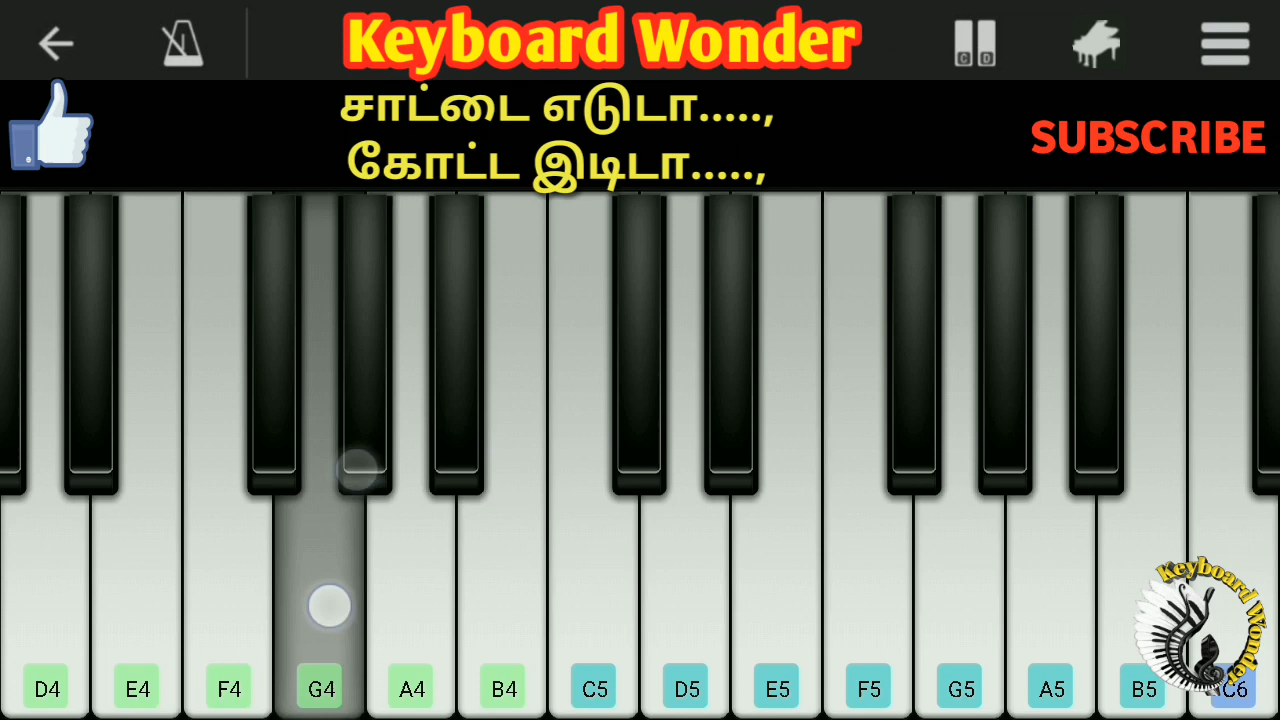 Keyboard Wonder
C D
சாட்டை எடுடா.....,
கோட்ட இடிடா.....,
SUBSCRIBE
Keyboard Wonder
D4 E4 F4 G4 A4 B4 C5 D5 E5 F5 G5 A5 B5 C6